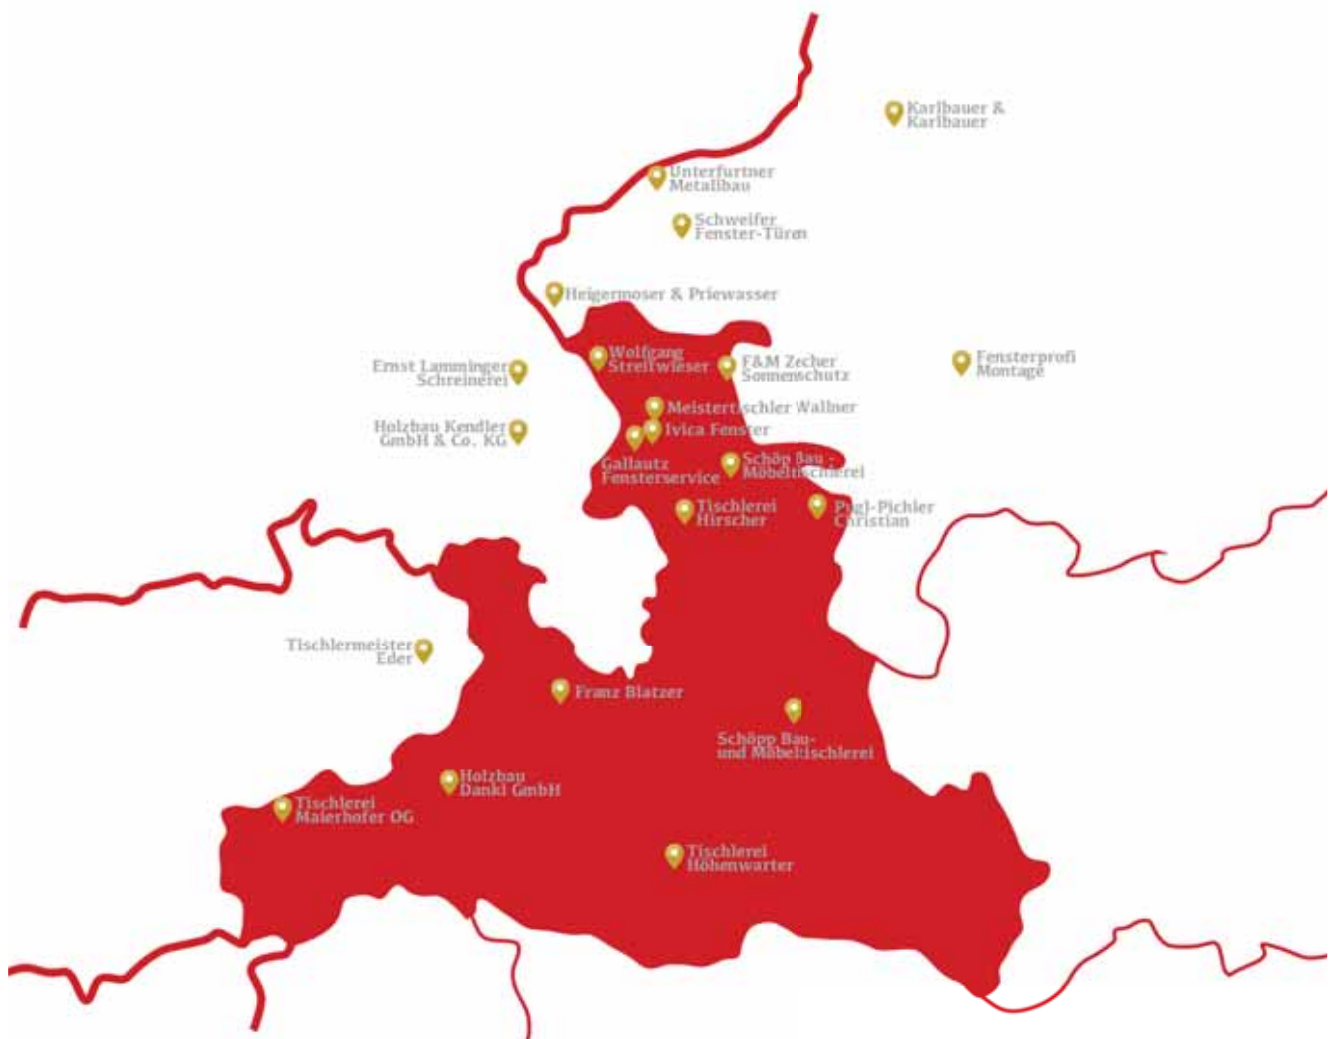 Karlbauer &
Karlbauer
Unterfurtner
Metallbau
Schweifer
Fenster-Türen
Heigermoser & Priewasser
Wolfgang
Streitwieser
F&M Zecher
Sonnenschutz
Fensterprofi
Montage
Ernst Lamminger
Schreinerei
Meistertischler Wallner
Ivica Fenster
Holzbau Kendler
GmbH & Co. KG
Gallautz
Fensterservice
Schöp Bau -
Möbeltischlerei
Tischlerei
Hirscher
Pugl-Pichler
Christian
Tischlermeister
Eder
Franz Blatzer
Schöpp Bau-
und Möbeltischlerei
Holzbau
Dankl GmbH
Tischlerei
Maierhofer OG
Tischlerei
Höhenwarter